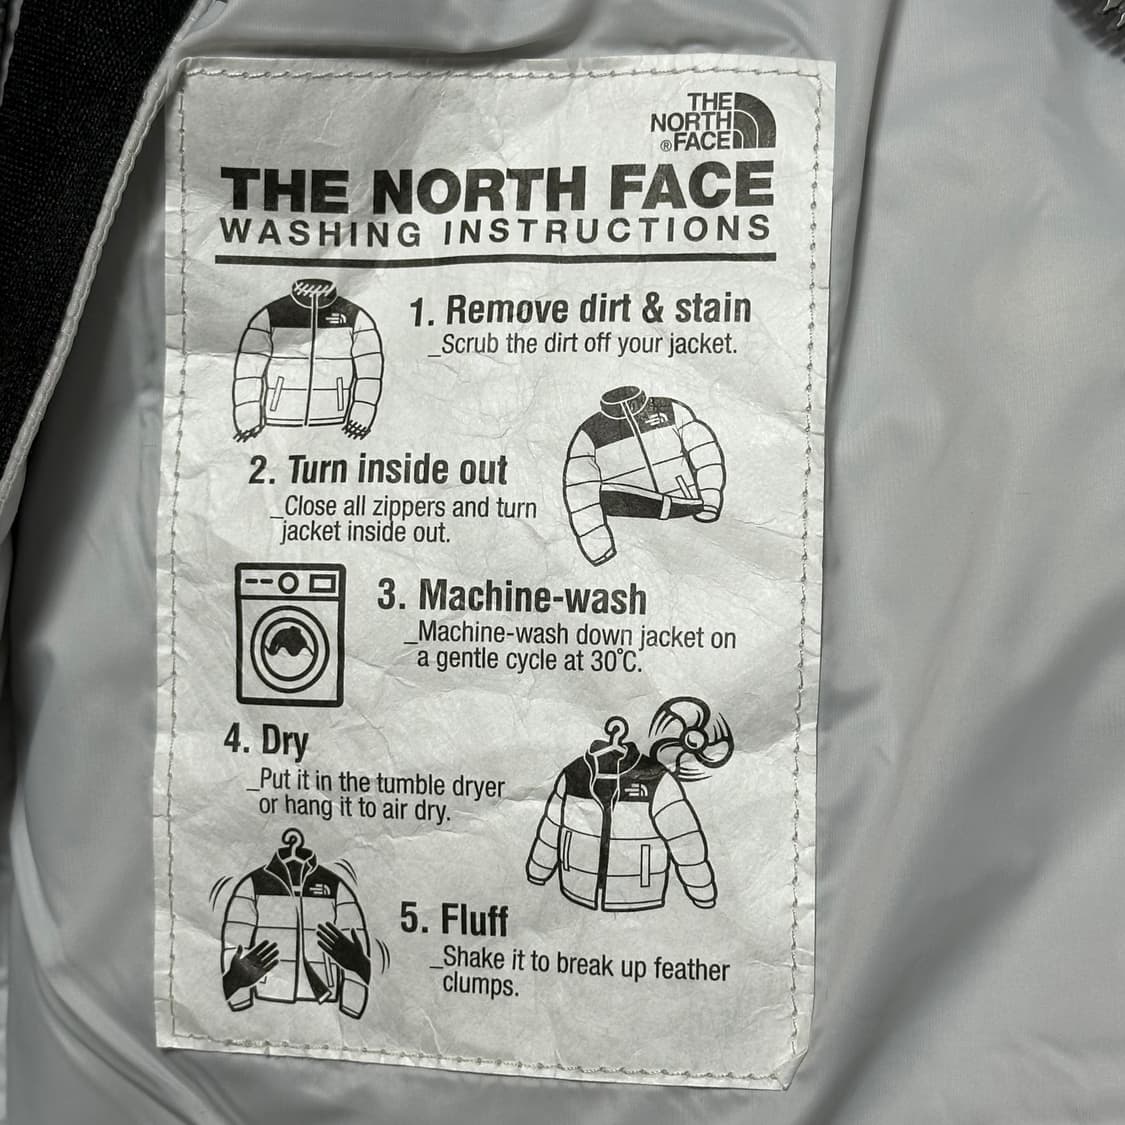 THE
NORTH
®FACE
THE NORTH FACE
WASHING INSTRUCTIONS
1. Remove dirt & stain
_Scrub the dirt off your jacket.
2. Turn inside out
_Close all zippers and turn
jacket inside out.
3. Machine-wash
_Machine-wash down jacket on
a gentle cycle at 30°C.
4. Dry
_Put it in the tumble dryer
or hang it to air dry.
5. Fluff
_Shake it to break up feather
clumps.